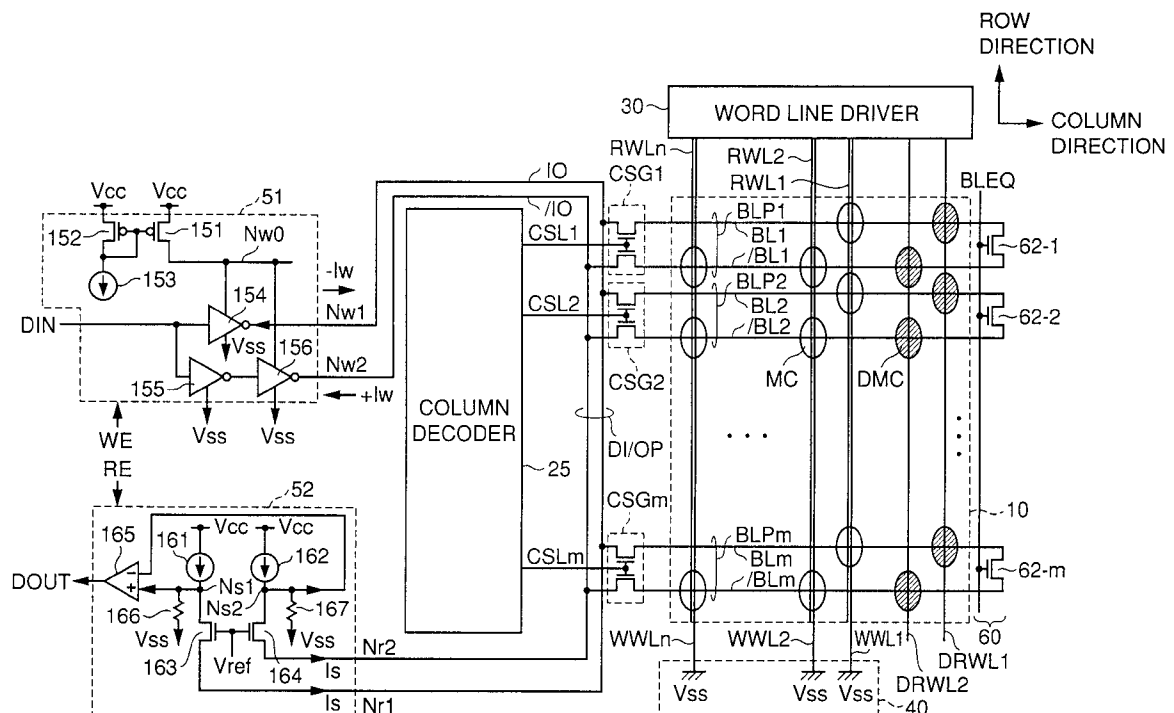 ROW
DIRECTION
COLUMN
DIRECTION
30
WORD LINE DRIVER
RWLn
RWL2
RWL1
IO
/IO
CSG1
BLEQ
Vcc
Vcc
51
152
151
Nw0
153
-Iw
154
Nw1
DIN
Vss
156
155
Nw2
+Iw
Vss
Vss
WE
RE
COLUMN
DECODER
25
CSL1
CSL2
CSLm
BLP1
BL1
/BL1
62-1
BLP2
BL2
/BL2
62-2
CSG2
MC
DMC
DI/OP
CSGm
10
BLPm
BLm
/BLm
62-m
52
165
161
Vcc
Vcc
162
DOUT
-
+
Ns1
Ns2
166
167
Vss
Vss
163
Vref
164
Is
Nr2
Is
Nr1
WWLn
WWL2
WWL1
60
DRWL1
DRWL2
Vss
Vss
Vss
40